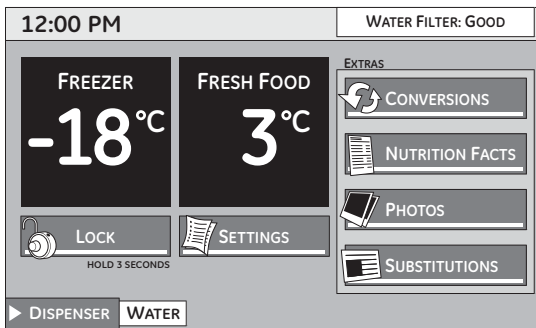 12:00 PM
WATER FILTER: GOOD
FREEZER
-18°C
FRESH FOOD
3°C
EXTRAS
CONVERSIONS
NUTRITION FACTS
PHOTOS
SUBSTITUTIONS
LOCK
HOLD 3 SECONDS
SETTINGS
DISPENSER
WATER